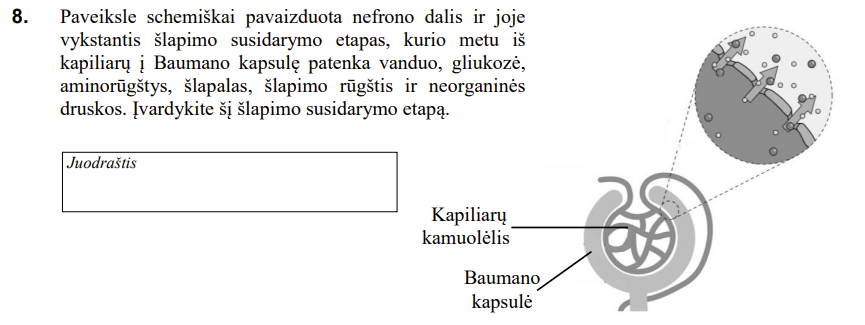 8. Paveiksle schemiškai pavaizduota nefrono dalis ir joje
vykstantis šlapimo susidarymo etapas, kurio metu iš
kapiliarų į Baumano kapsulę patenka vanduo, gliukozė,
aminorūgštys, šlapalas, šlapimo rūgštis ir neorganinės
druskos. Įvardykite šį šlapimo susidarymo etapą.
Juodraštis
Kapiliarų
kamuolėlis
Baumano
kapsulė